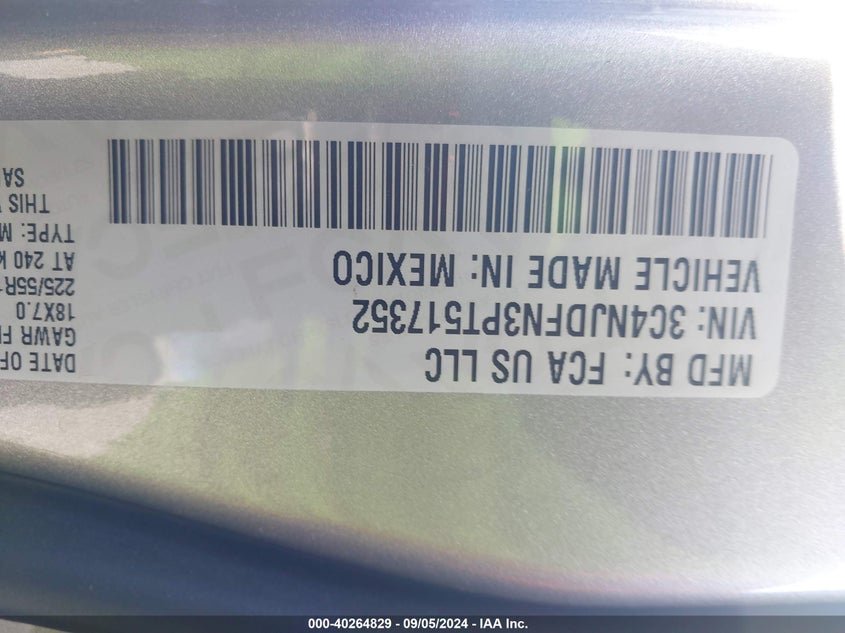 MFD BY: FCA US LLC
VIN: 3C4NJDFN3PT517352
VEHICLE MADE IN: MEXICO
DATE OF
GAWR F
18X7.0
225/55R1
AT 240 K
TYPE: M
THIS
SA
000-40264829 - 09/05/2024 - IAA Inc.